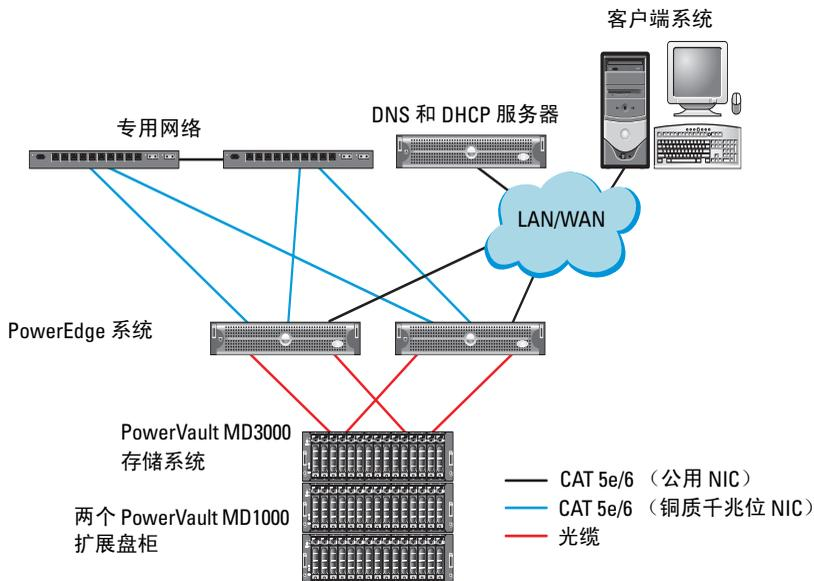 客户端系统
专用网络
DNS 和 DHCP 服务器
LAN/WAN
PowerEdge 系统
PowerVault MD3000
存储系统
两个 PowerVault MD1000
扩展盘柜
CAT 5e/6 （公用 NIC）
CAT 5e/6 （铜质千兆位 NIC）
光缆